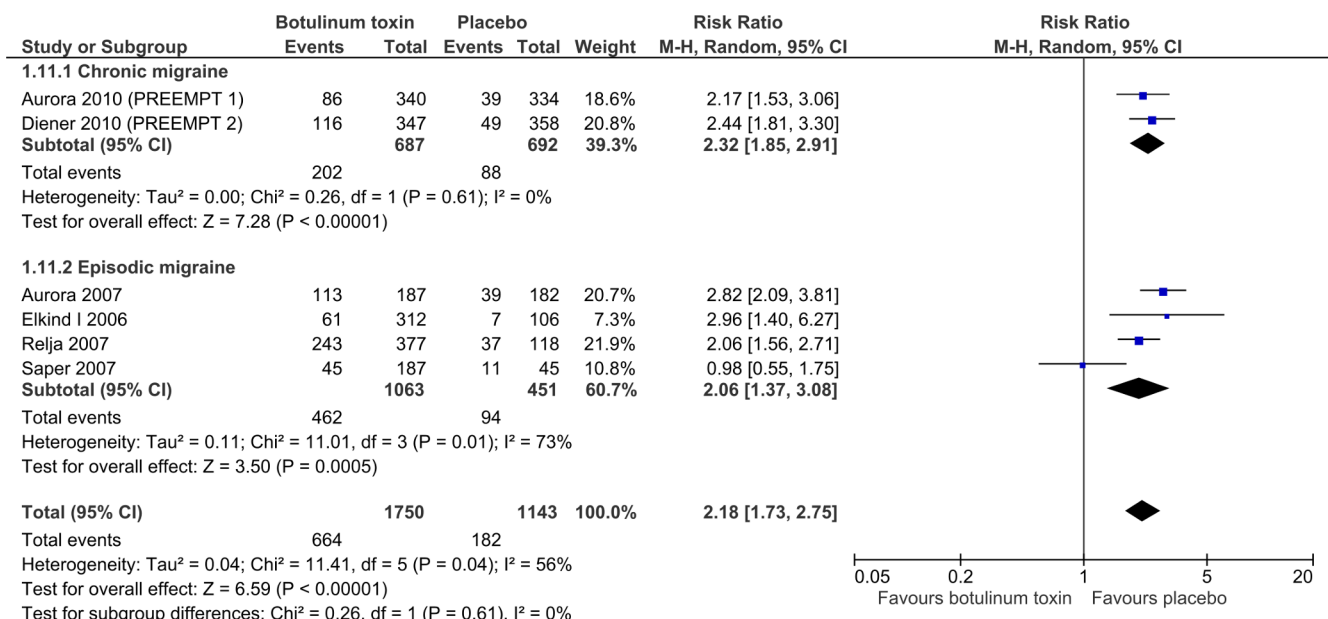 Botulinum toxin Placebo Risk Ratio Risk Ratio
Study or Subgroup Events Total Events Total Weight M-H, Random, 95% CI M-H, Random, 95% CI
1.11.1 Chronic migraine
Aurora 2010 (PREEMPT 1) 86 340 39 334 18.6% 2.17 [1.53, 3.06]
Diener 2010 (PREEMPT 2) 116 347 49 358 20.8% 2.44 [1.81, 3.30]
Subtotal (95% CI) 687 692 39.3% 2.32 [1.85, 2.91]
Total events 202 88
Heterogeneity: Tau² = 0.00; Chi² = 0.26, df = 1 (P = 0.61); I² = 0%
Test for overall effect: Z = 7.28 (P < 0.00001)
1.11.2 Episodic migraine
Aurora 2007 113 187 39 182 20.7% 2.82 [2.09, 3.81]
Elkind I 2006 61 312 7 106 7.3% 2.96 [1.40, 6.27]
Relja 2007 243 377 37 118 21.9% 2.06 [1.56, 2.71]
Saper 2007 45 187 11 45 10.8% 0.98 [0.55, 1.75]
Subtotal (95% CI) 1063 451 60.7% 2.06 [1.37, 3.08]
Total events 462 94
Heterogeneity: Tau² = 0.11; Chi² = 11.01, df = 3 (P = 0.01); I² = 73%
Test for overall effect: Z = 3.50 (P = 0.0005)
Total (95% CI) 1750 1143 100.0% 2.18 [1.73, 2.75]
Total events 664 182
Heterogeneity: Tau² = 0.04; Chi² = 11.41, df = 5 (P = 0.04); I² = 56%
Test for overall effect: Z = 6.59 (P < 0.00001)
Test for subgroup differences: Chi² = 0.26, df = 1 (P = 0.61), I² = 0%
0.05 0.2 1 5 20
Favours botulinum toxin Favours placebo